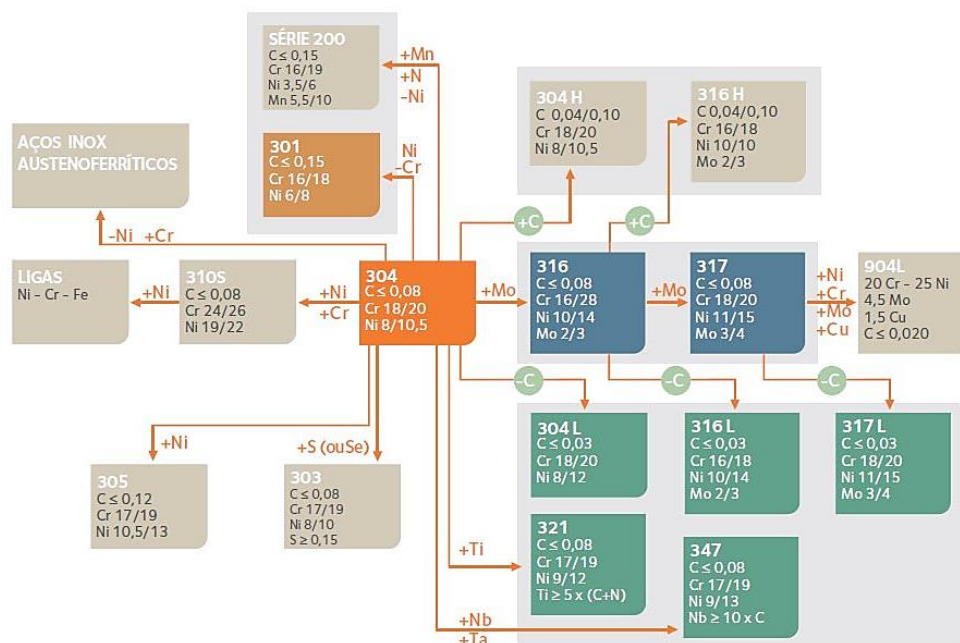 SÉRIE 200
C ≤ 0,15
Cr 16/19
Ni 3,5/6
Mn 5,5/10
+Mn
+N
-Ni
304 H
C 0,04/0,10
Cr 18/20
Ni 8/10,5
316 H
C 0,04/0,10
Cr 16/18
Ni 10/10
Mo 2/3
AÇOS INOX
AUSTENOFERRÍTICOS
301
C ≤ 0,15
Cr 16/18
Ni 6/8
Ni
-Cr
+C
+C
-Ni +Cr
LIGAS
Ni – Cr – Fe
+Ni
310S
C ≤ 0,08
Cr 24/26
Ni 19/22
+Ni
+Cr
304
C ≤ 0,08
Cr 18/20
Ni 8/10,5
+Mo
316
C ≤ 0,08
Cr 16/28
Ni 10/14
Mo 2/3
+Mo
317
C ≤ 0,08
Cr 18/20
Ni 11/15
Mo 3/4
+Ni
+Cr
+Mo
+Cu
904L
20 Cr – 25 Ni
4,5 Mo
1,5 Cu
C ≤ 0,020
-C
-C
-C
+Ni
+S (ouSe)
304 L
C ≤ 0,03
Cr 18/20
Ni 8/12
316 L
C ≤ 0,03
Cr 16/18
Ni 10/14
Mo 2/3
317 L
C ≤ 0,03
Cr 18/20
Ni 11/15
Mo 3/4
305
C ≤ 0,12
Cr 17/19
Ni 10,5/13
303
C ≤ 0,08
Cr 17/19
Ni 8/10
S ≥ 0,15
+Ti
321
C ≤ 0,08
Cr 17/19
Ni 9/12
Ti ≥ 5 x (C+N)
347
C ≤ 0,08
Cr 17/19
Ni 9/13
Nb ≥ 10 x C
+Nb
+Ta